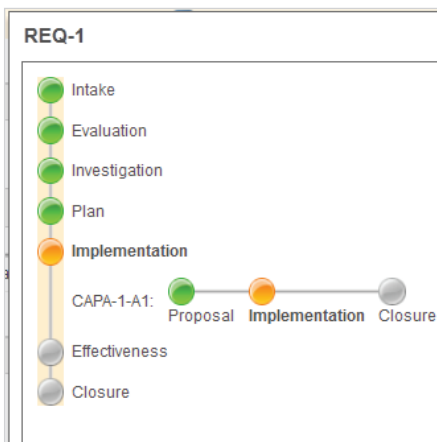 REQ-1
Intake
Evaluation
Investigation
Plan
Implementation
CAPA-1-A1:
Proposal Implementation Closure
Effectiveness
Closure